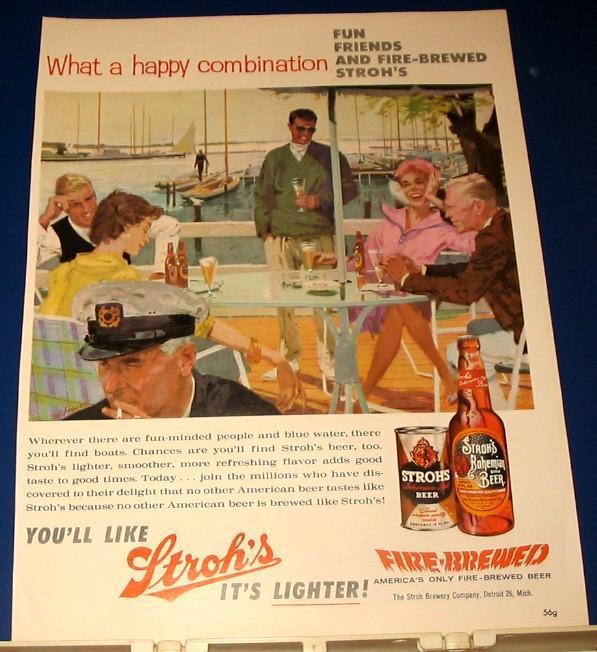 What a happy combination
FUN
FRIENDS
AND FIRE-BREWED
STROH'S
Wherever there are fun-minded people and blue water, there
you'll find boats. Chances are you'll find Stroh's beer, too.
Stroh's lighter, smoother, more refreshing flavor adds good
taste to good times. Today . . . join the millions who have dis-
covered to their delight that no other American beer tastes like
Stroh's because no other American beer is brewed like Stroh's!
STROHS
BEER
STROH'S
Bohemian
BEER
YOU'LL LIKE
Stroh's
IT'S LIGHTER!
FIRE-BREWED
AMERICA'S ONLY FIRE-BREWED BEER
The Stroh Brewery Company, Detroit 26, Mich.
56g